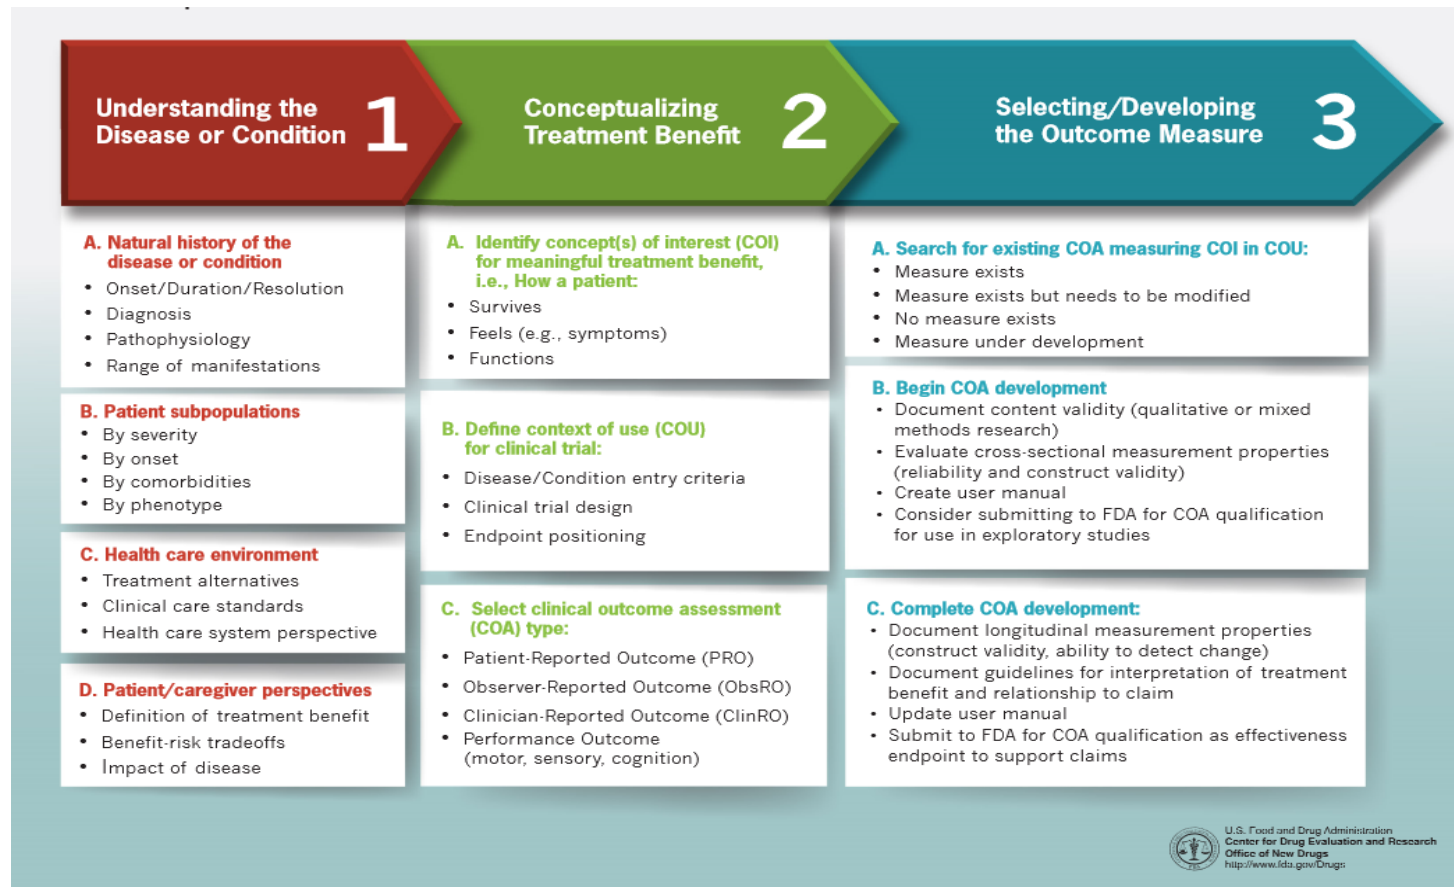 Understanding the
Disease or Condition
1
Conceptualizing
Treatment Benefit
2
Selecting/Developing
the Outcome Measure
3
A. Natural history of the
disease or condition
• Onset/Duration/Resolution
• Diagnosis
• Pathophysiology
• Range of manifestations
B. Patient subpopulations
• By severity
• By onset
• By comorbidities
• By phenotype
C. Health care environment
• Treatment alternatives
• Clinical care standards
• Health care system perspective
D. Patient/caregiver perspectives
• Definition of treatment benefit
• Benefit-risk tradeoffs
• Impact of disease
A. Identify concept(s) of interest (COI)
for meaningful treatment benefit,
i.e., How a patient:
• Survives
• Feels (e.g., symptoms)
• Functions
B. Define context of use (COU)
for clinical trial:
• Disease/Condition entry criteria
• Clinical trial design
• Endpoint positioning
C. Select clinical outcome assessment
(COA) type:
• Patient-Reported Outcome (PRO)
• Observer-Reported Outcome (ObsRO)
• Clinician-Reported Outcome (ClinRO)
• Performance Outcome
(motor, sensory, cognition)
A. Search for existing COA measuring COI in COU:
• Measure exists
• Measure exists but needs to be modified
• No measure exists
• Measure under development
B. Begin COA development
• Document content validity (qualitative or mixed
methods research)
• Evaluate cross-sectional measurement properties
(reliability and construct validity)
• Create user manual
• Consider submitting to FDA for COA qualification
for use in exploratory studies
C. Complete COA development:
• Document longitudinal measurement properties
(construct validity, ability to detect change)
• Document guidelines for interpretation of treatment
benefit and relationship to claim
• Update user manual
• Submit to FDA for COA qualification as effectiveness
endpoint to support claims
U.S. Food and Drug Administration
Center for Drug Evaluation and Research
Office of New Drugs
http://www.fda.gov/Drugs